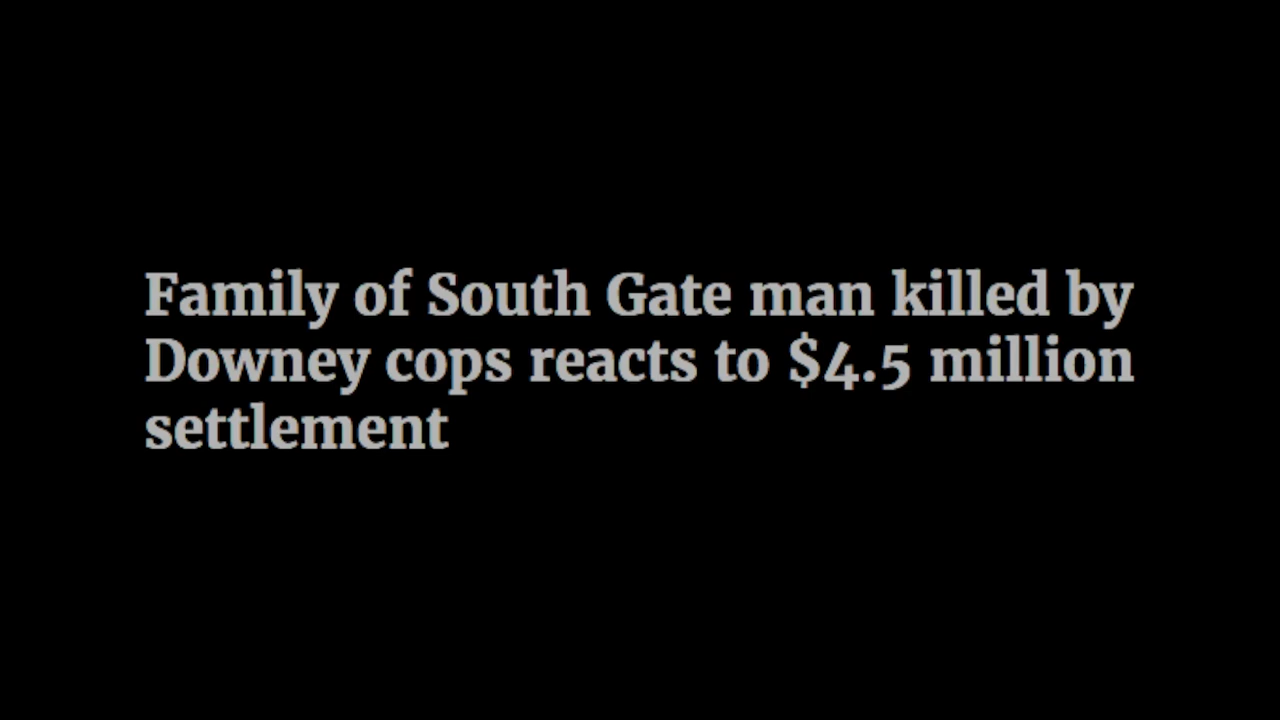 Family of South Gate man killed by
Downey cops reacts to $4.5 million
settlement